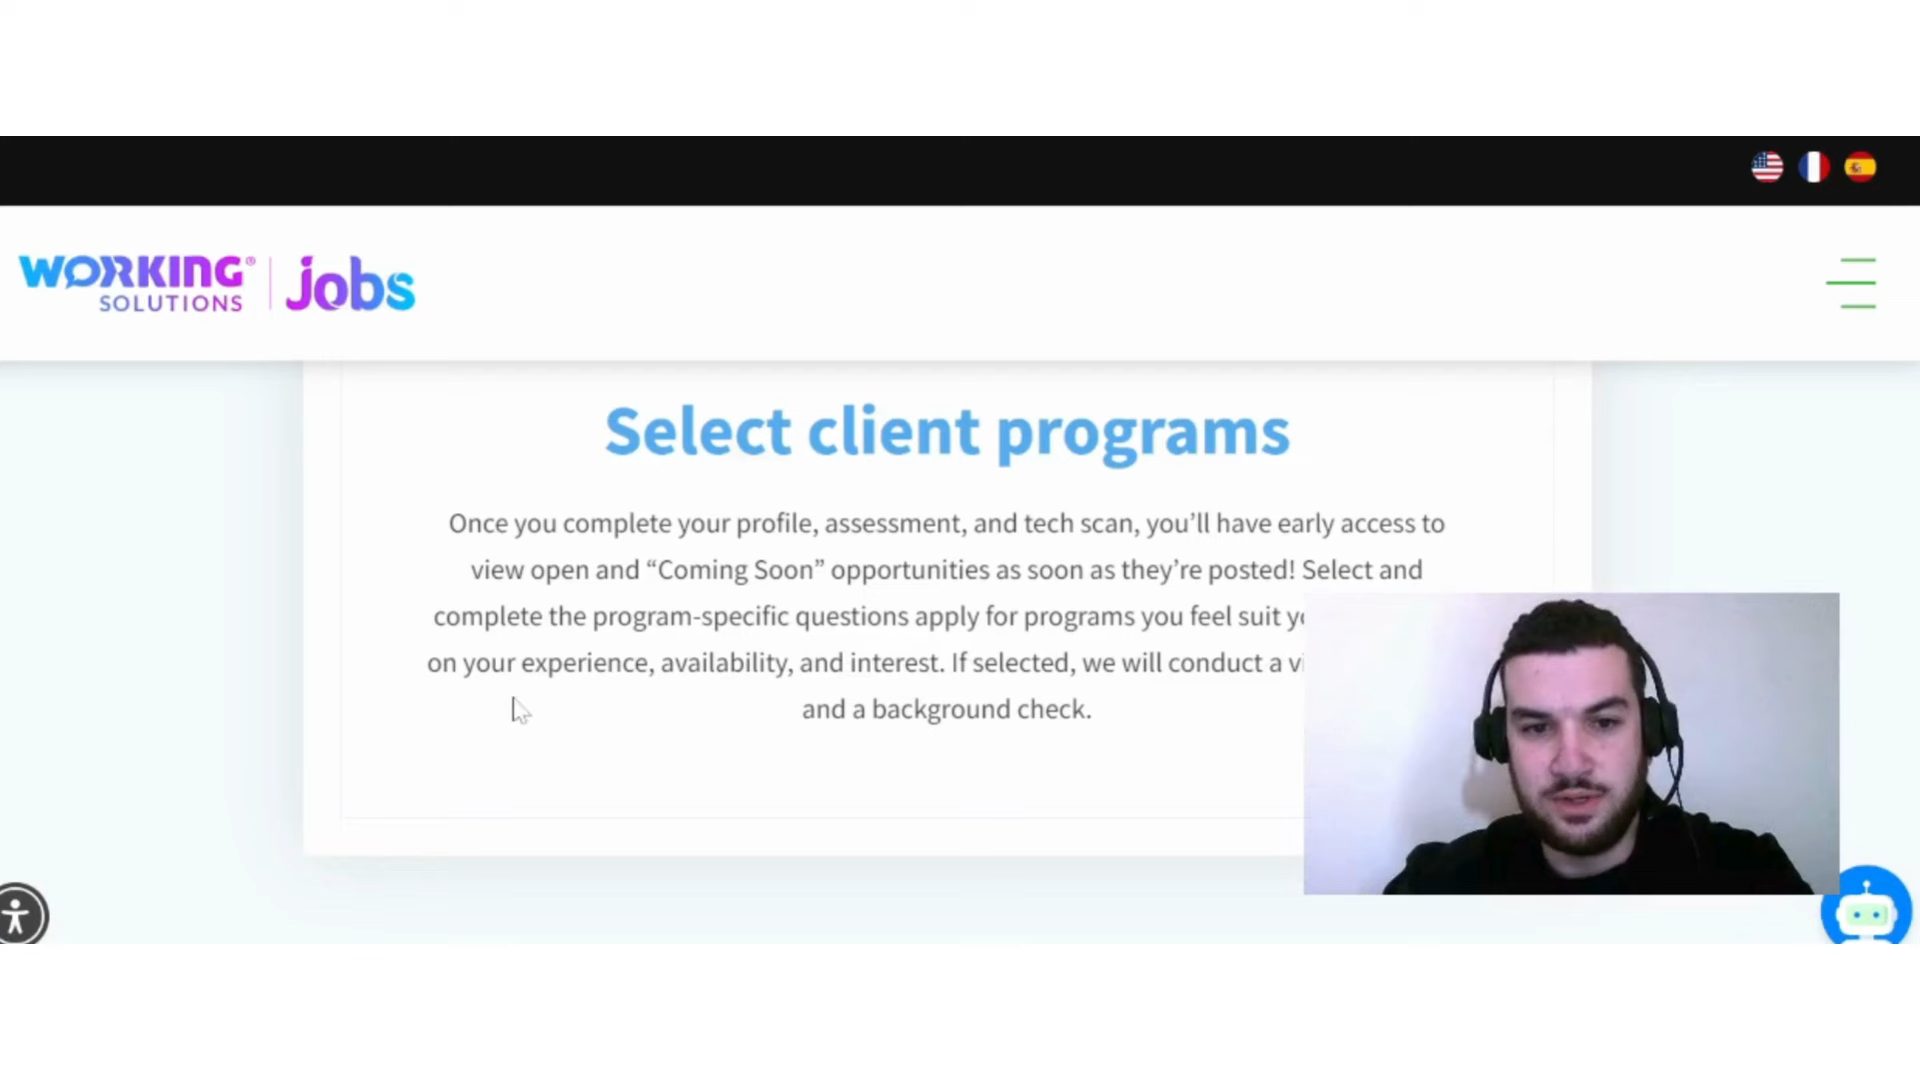 WORKING® SOLUTIONS | jobs
Select client programs
Once you complete your profile, assessment, and tech scan, you’ll have early access to
view open and “Coming Soon” opportunities as soon as they’re posted! Select and
complete the program-specific questions apply for programs you feel suit
on your experience, availability, and interest. If selected, we will conduct a
and a background check.